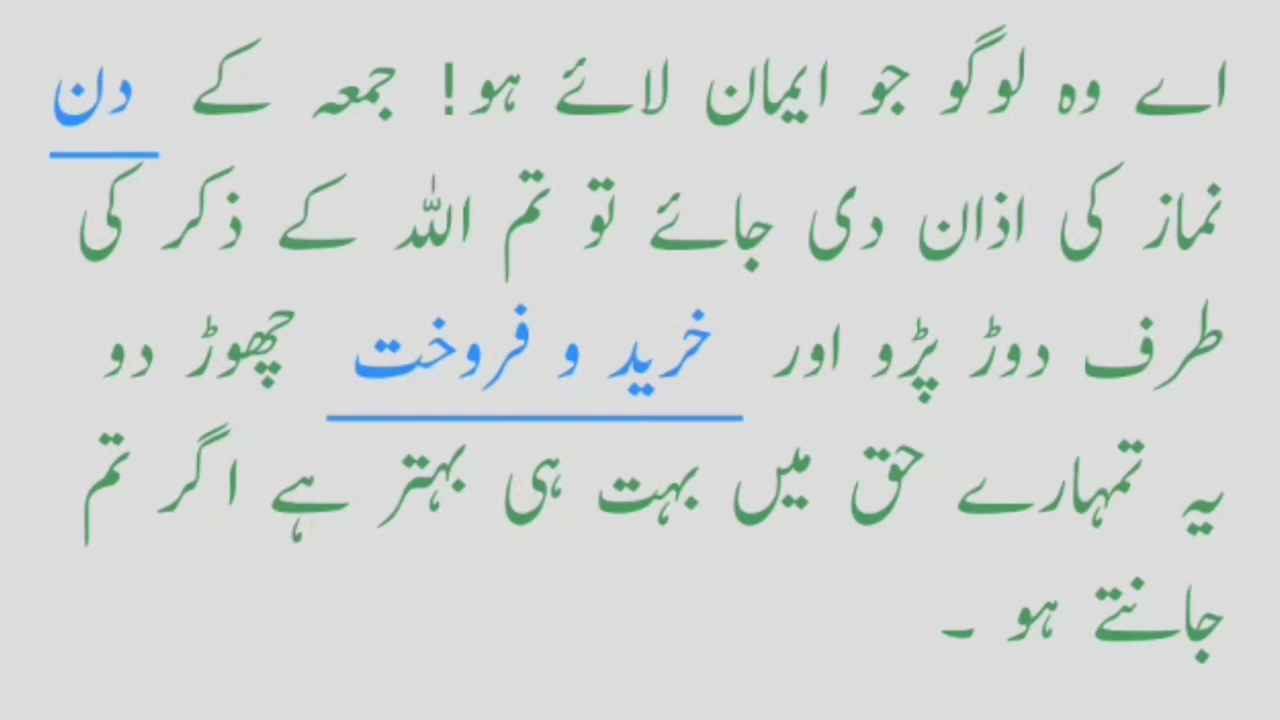 اے وہ لوگو جو ایمان لائے ہو! جمعہ کے دن
نماز کی اذان دی جائے تو تم اللہ کے ذکر کی
طرف دوڑ پڑو اور خرید و فروخت چھوڑ دو
یہ تمہارے حق میں بہت ہی بہتر ہے اگر تم
جانتے ہو ۔